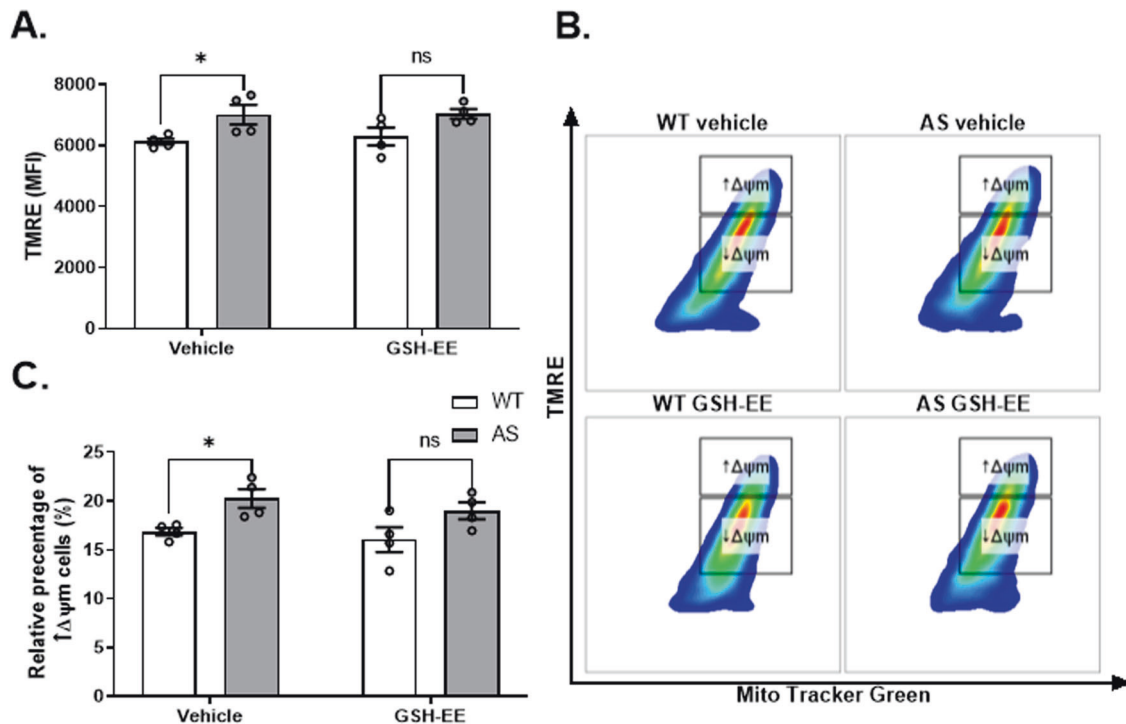 A.
*
ns
8000
6000
4000
2000
0
TMRE (MFI)
Vehicle
GSH-EE
B.
WT vehicle
AS vehicle
↑Δψm
↓Δψm
↑Δψm
↓Δψm
WT GSH-EE
AS GSH-EE
↑Δψm
↓Δψm
↑Δψm
↓Δψm
TMRE
Mito Tracker Green
C.
WT
AS
*
ns
25
20
15
10
5
0
Relative precentage of
↑Δψm cells (%)
Vehicle
GSH-EE